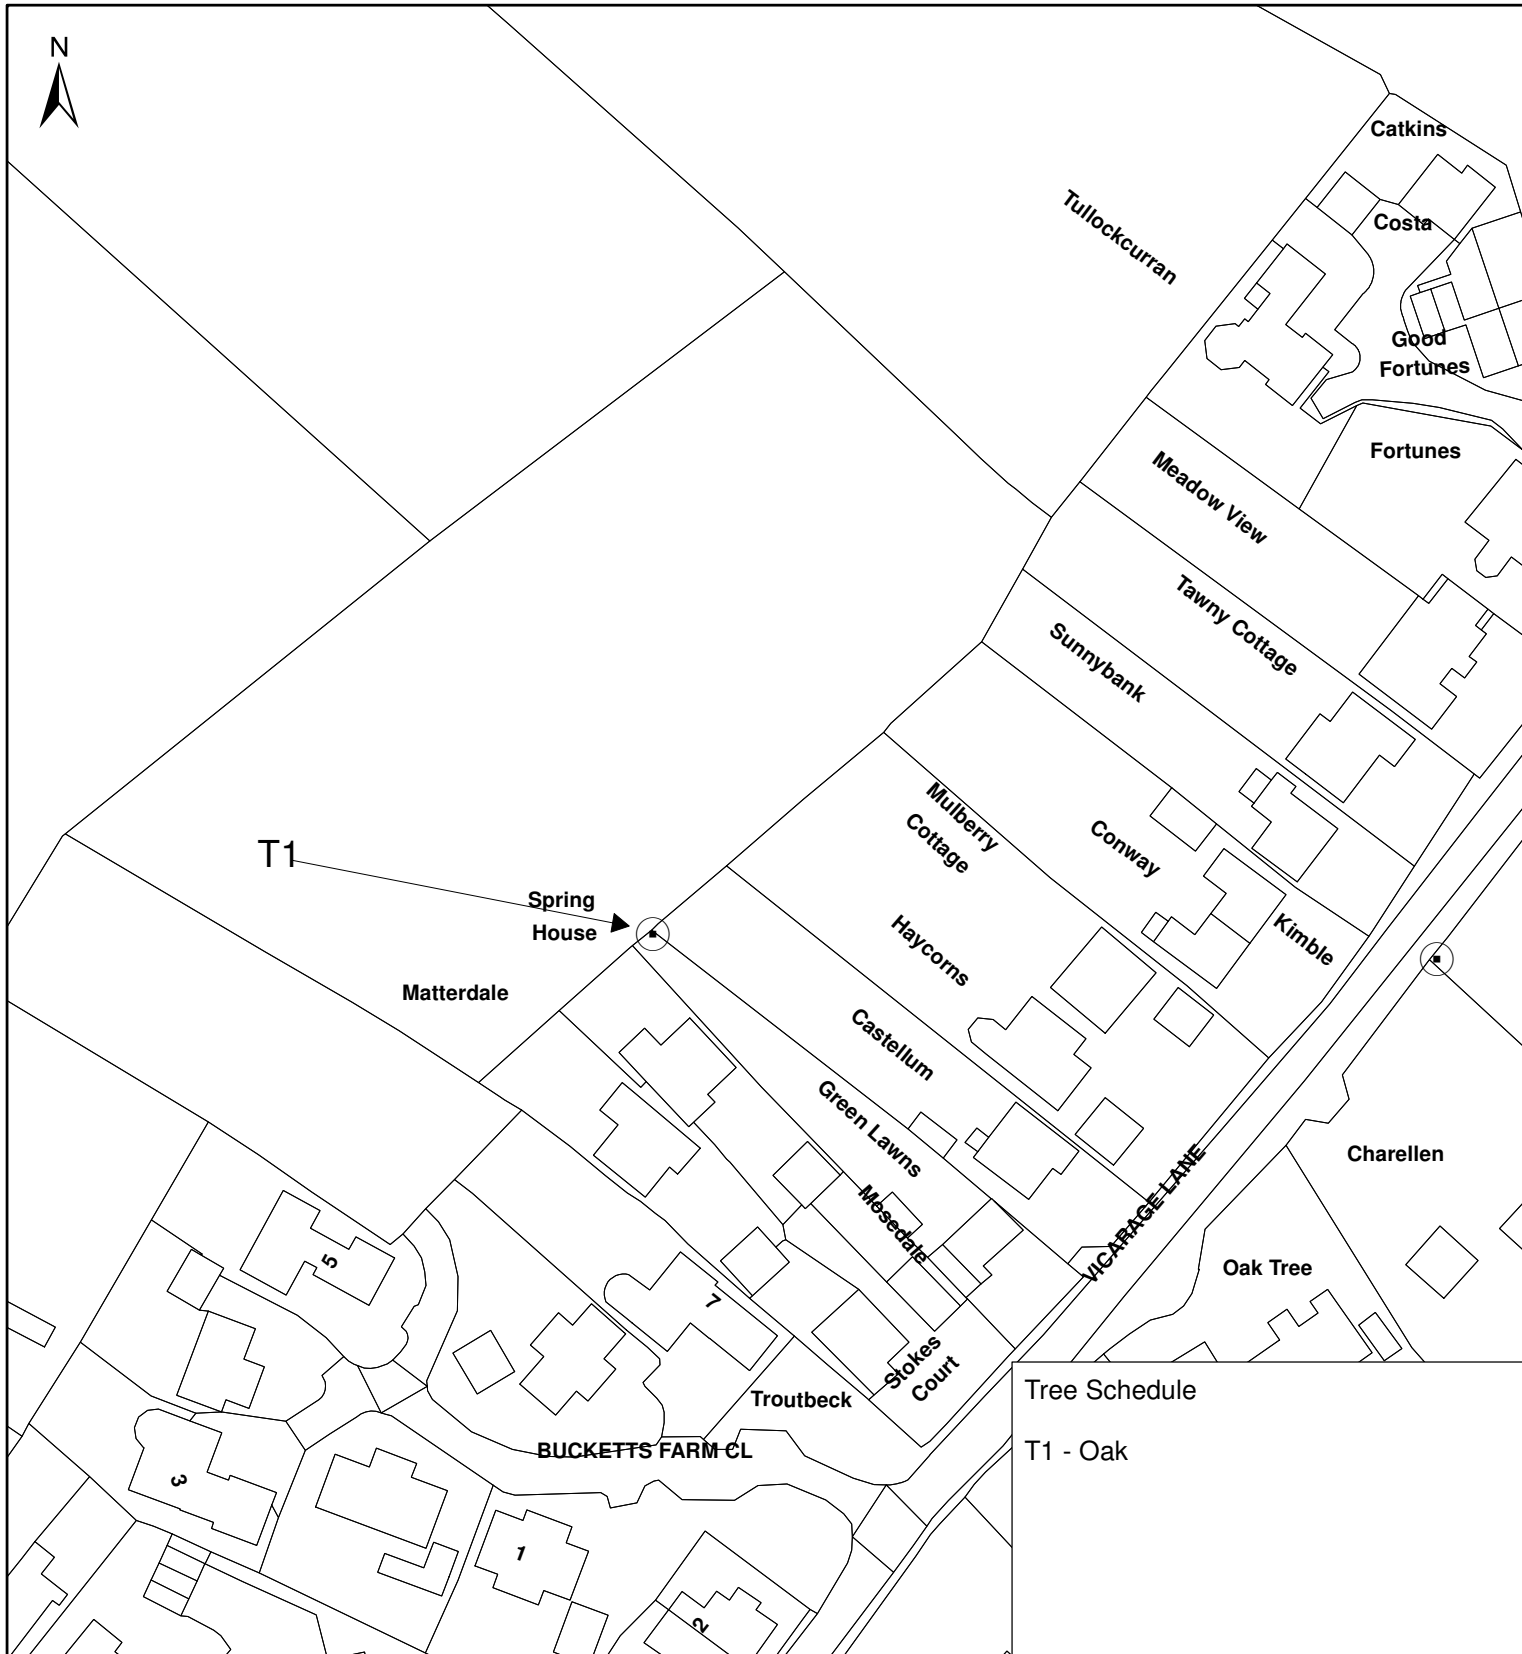 N
Catkins
Tullockcurran
Costa
Good
Fortunes
Fortunes
Meadow View
Tawny Cottage
Sunnybank
Mulberry
Cottage
Conway
T1
Spring
House
Haycorns
Kimble
Matterdale
Castellum
Green Lawns
Charellen
VICARAGE LANE
Mosedale
5
Oak Tree
7
Stokes
Court
Troutbeck
BUCKETTS FARM CL
3
1
2
Tree Schedule
T1 - Oak